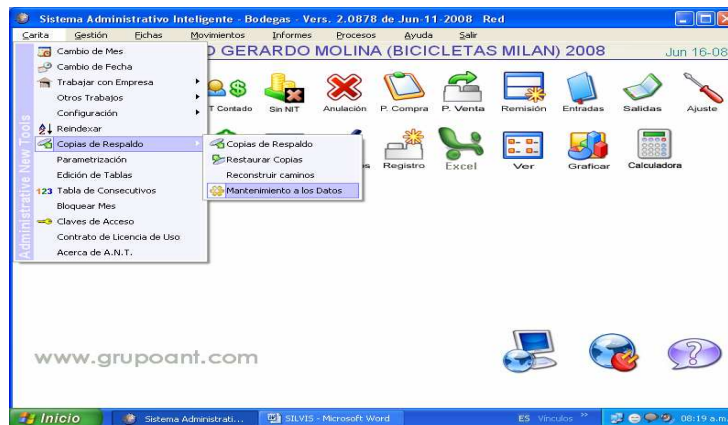 Sistema Administrativo Inteligente - Bodegas - Vers. 2.0878 de Jun-11-2008 Red
Carita Gestión Fichas Movimientos Informes Procesos Ayuda Salir
O GERARDO MOLINA (BICICLETAS MILAN) 2008 Jun 16-08
Cambio de Mes
Cambio de Fecha
Trabajar con Empresa
Otros Trabajos
Configuración
Reindexar
Copias de Respaldo
Parametrización
Edición de Tablas
123 Tabla de Consecutivos
Bloquear Mes
Claves de Acceso
Contrato de Licencia de Uso
Acerca de A.N.T.
Administrative New Tools
Copias de Respaldo
Restaurar Copias
Reconstruir caminos
Mantenimiento a los Datos
T Contado Sin NIT Anulación P. Compra P. Venta Remisión Entradas Salidas Ajuste
os Registro Excel Ver Graficar Calculadora
www.grupoant.com
Inicio Sistema Administrati... SILVIS - Microsoft Word ES Vínculos » 08:19 a.m.